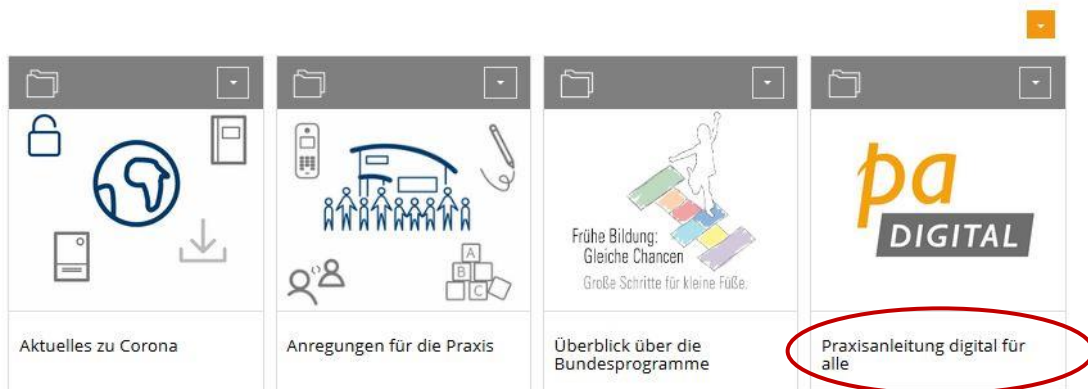 Frühe Bildung:
Gleiche Chancen
Große Schritte für kleine Füße.
pa
DIGITAL
A
B
C
Aktuelles zu Corona
Anregungen für die Praxis
Überblick über die
Bundesprogramme
Praxisanleitung digital für
alle